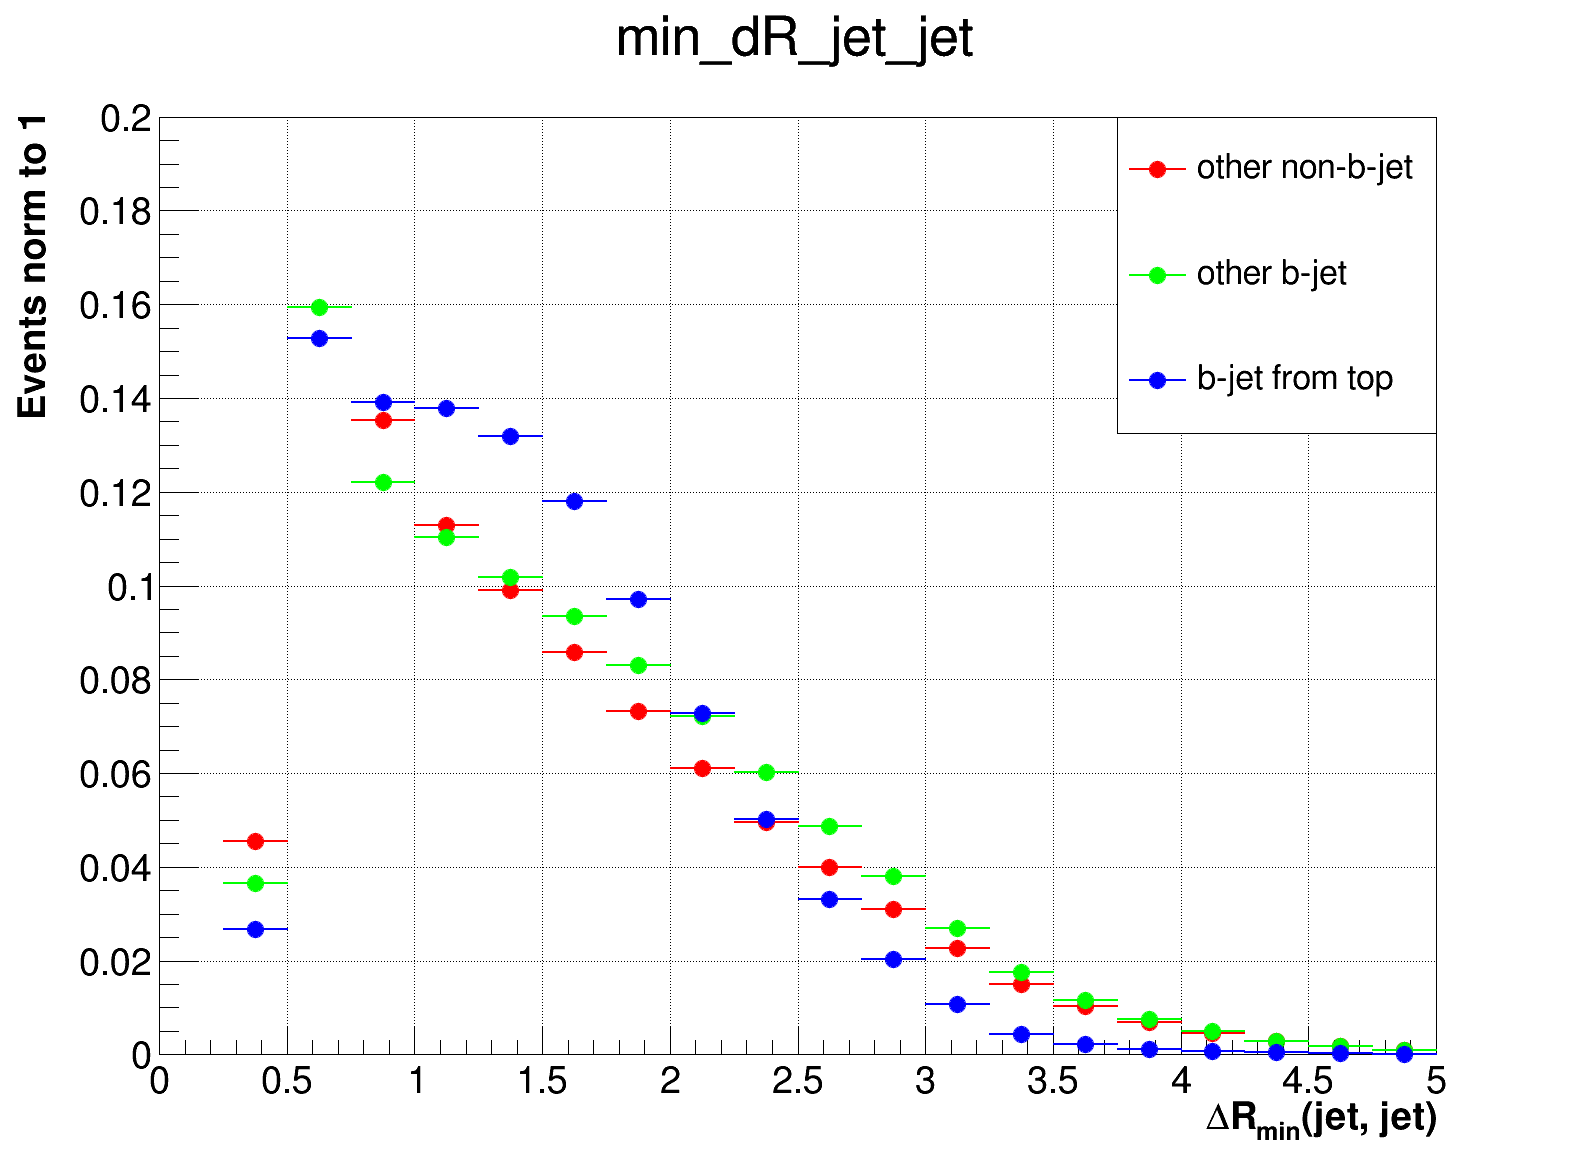 min_dR_jet_jet
Events norm to 1
0.2
0.18
0.16
0.14
0.12
0.1
0.08
0.06
0.04
0.02
0
other non-b-jet
other b-jet
b-jet from top
0 0.5 1 1.5 2 2.5 3 3.5 4 4.5 5
ΔRmin(jet, jet)